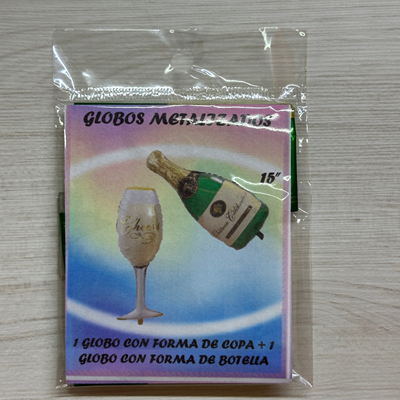 GLOBOS METALIZADOS
15"
Cheers
1 GLOBO CON FORMA DE COPA + 1
GLOBO CON FORMA DE BOTELLA